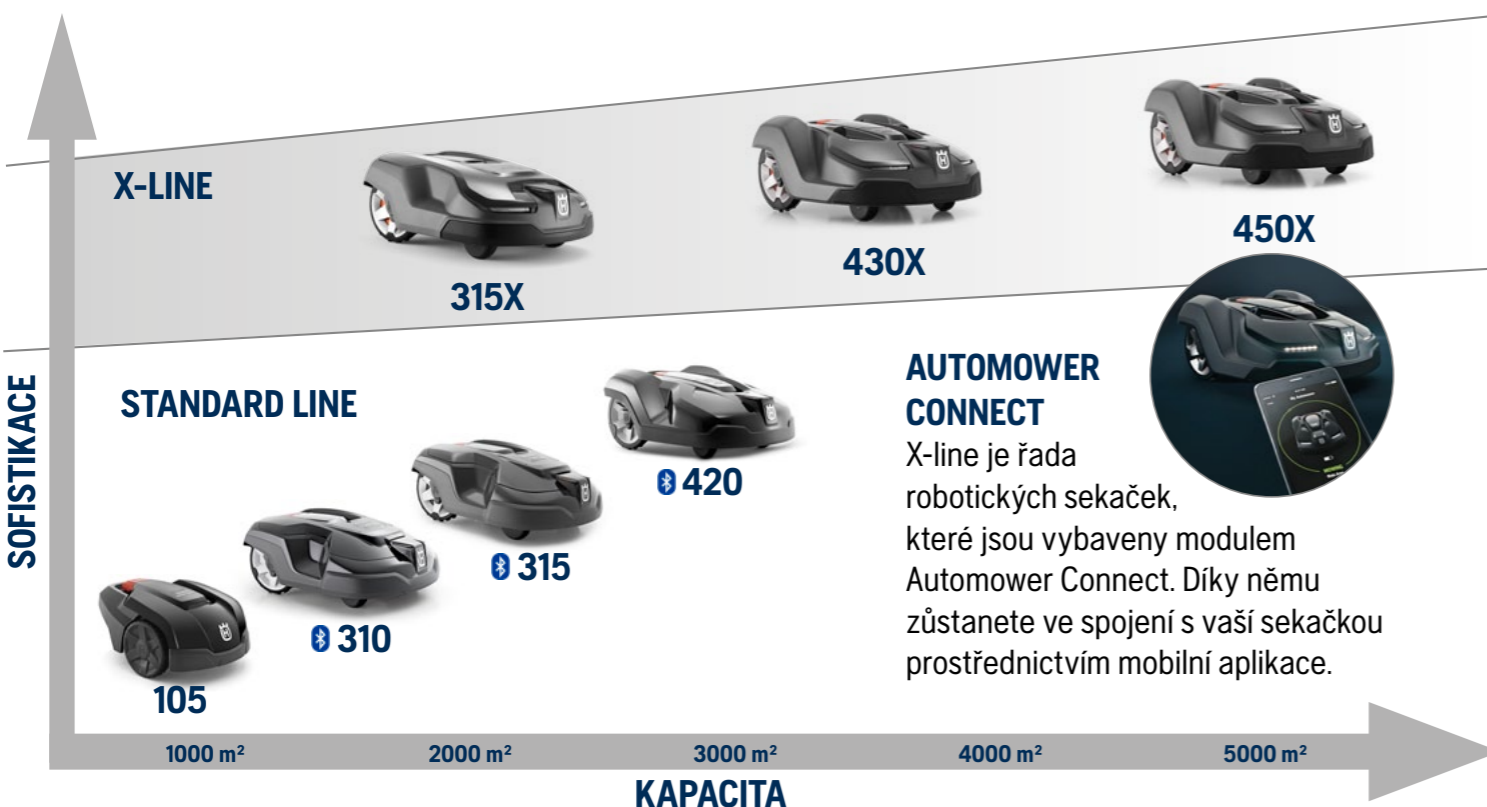 X-LINE
315X
430X
450X
SOFISTIKACE
STANDARD LINE
105
310
315
420
AUTOMOWER
CONNECT
X-line je řada
robotických sekaček,
které jsou vybaveny modulem
Automower Connect. Díky němu
zůstanete ve spojení s vaší sekačkou
prostřednictvím mobilní aplikace.
1000 m²
2000 m²
3000 m²
4000 m²
5000 m²
KAPACITA